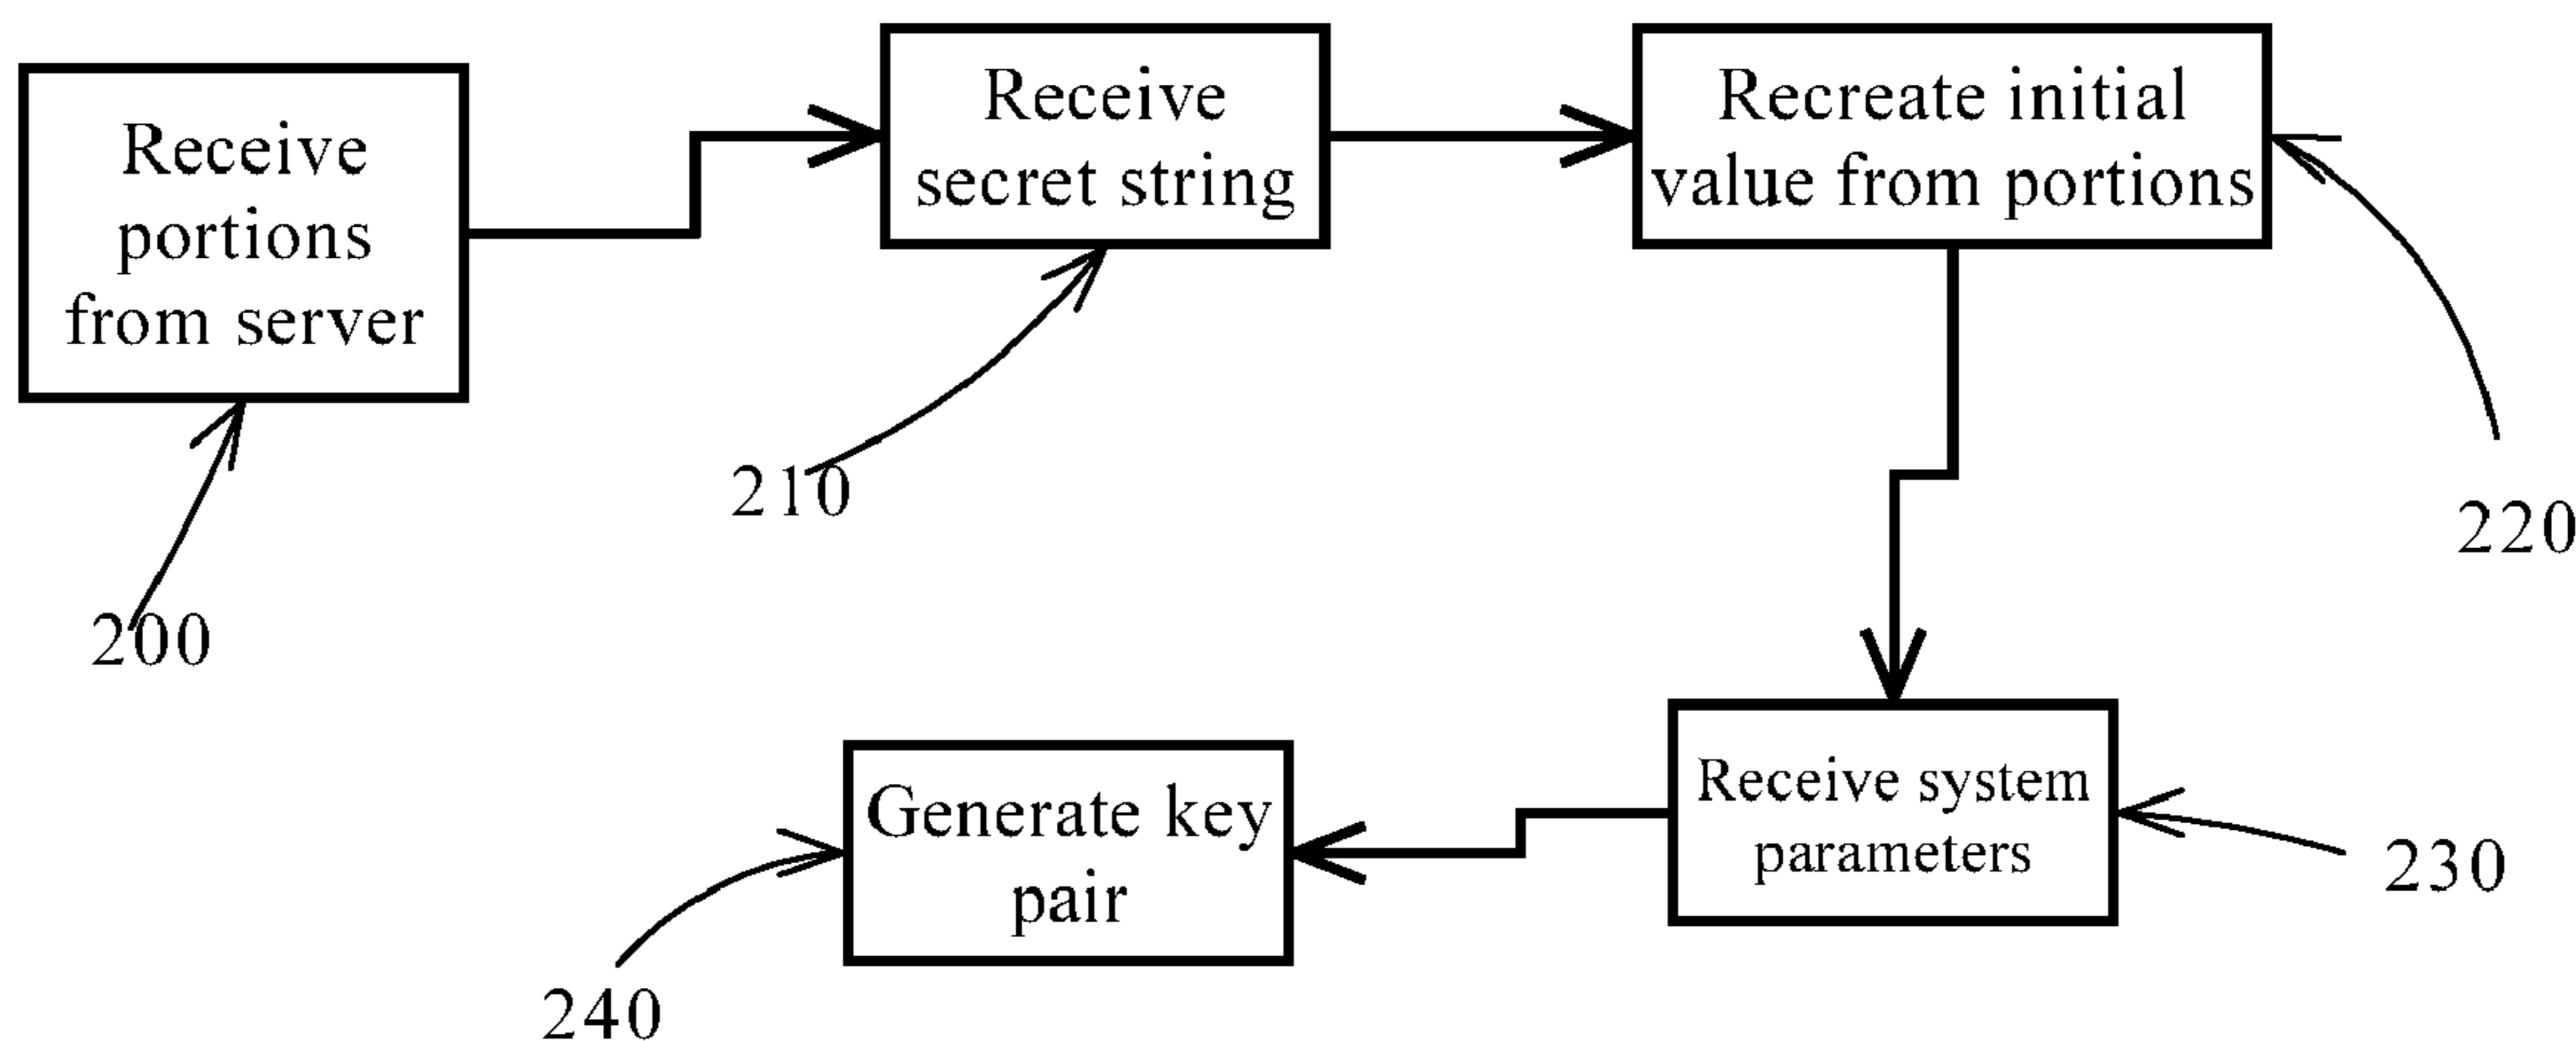 Receive
portions
from server
200
Receive
secret string
210
Recreate initial
value from portions
220
Receive system
parameters
230
Generate key
pair
240